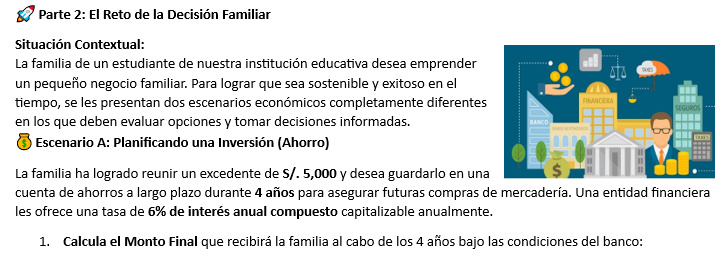 🚀 Parte 2: El Reto de la Decisión Familiar
Situación Contextual:
La familia de un estudiante de nuestra institución educativa desea emprender
un pequeño negocio familiar. Para lograr que sea sostenible y exitoso en el
tiempo, se les presentan dos escenarios económicos completamente diferentes
en los que deben evaluar opciones y tomar decisiones informadas.
💰 Escenario A: Planificando una Inversión (Ahorro)
La familia ha logrado reunir un excedente de S/. 5,000 y desea guardarlo en una
cuenta de ahorros a largo plazo durante 4 años para asegurar futuras compras de mercadería. Una entidad financiera
les ofrece una tasa de 6% de interés anual compuesto capitalizable anualmente.
1. Calcula el Monto Final que recibirá la familia al cabo de los 4 años bajo las condiciones del banco:
TAXES
FINANCIERA
BANCO
SEGUROS